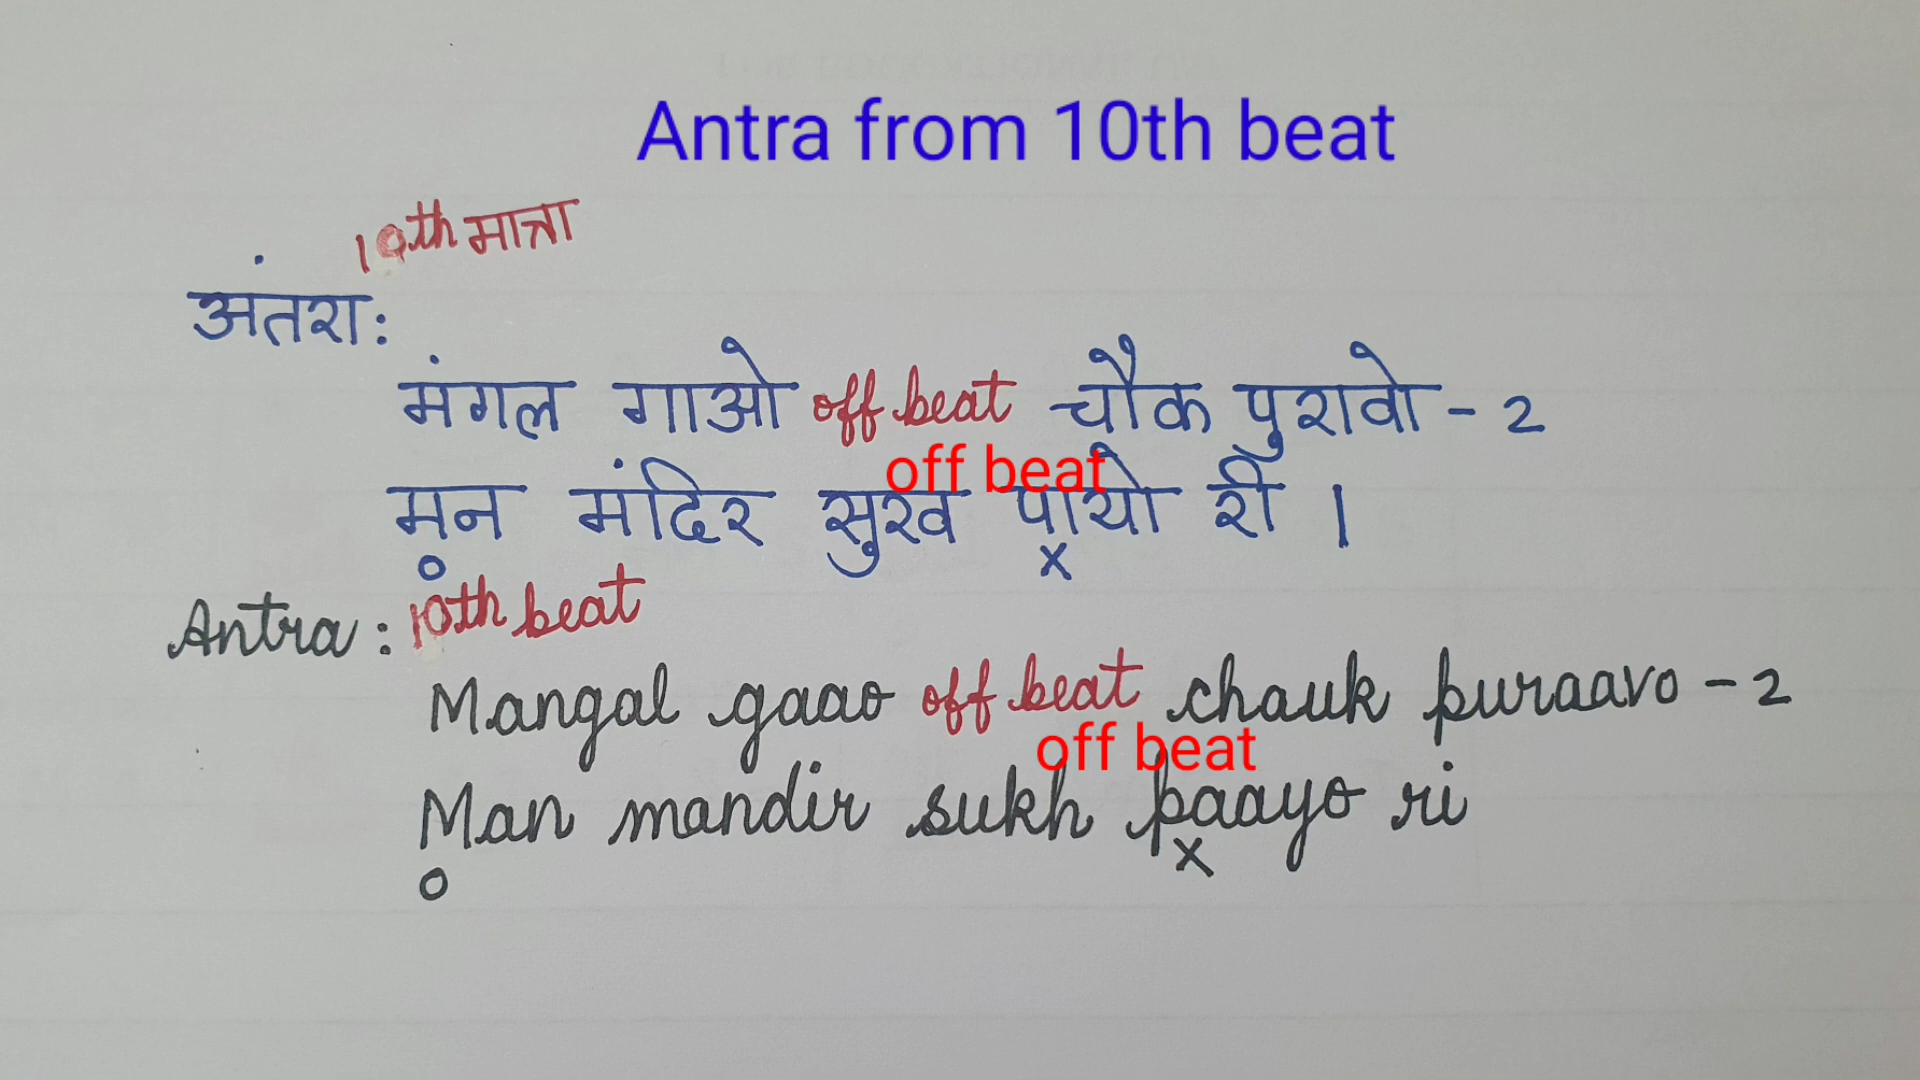 Antra from 10th beat
10th मात्रा
अंतरा:
मंगल गाओ off beat चौक पुरावो - 2
off beat
मन मंदिर सुख पायो री ।
o x
Antra: 10th beat
Mangal gaao off beat chauk puraavo - 2
off beat
Man mandir sukh paayo ri
o x